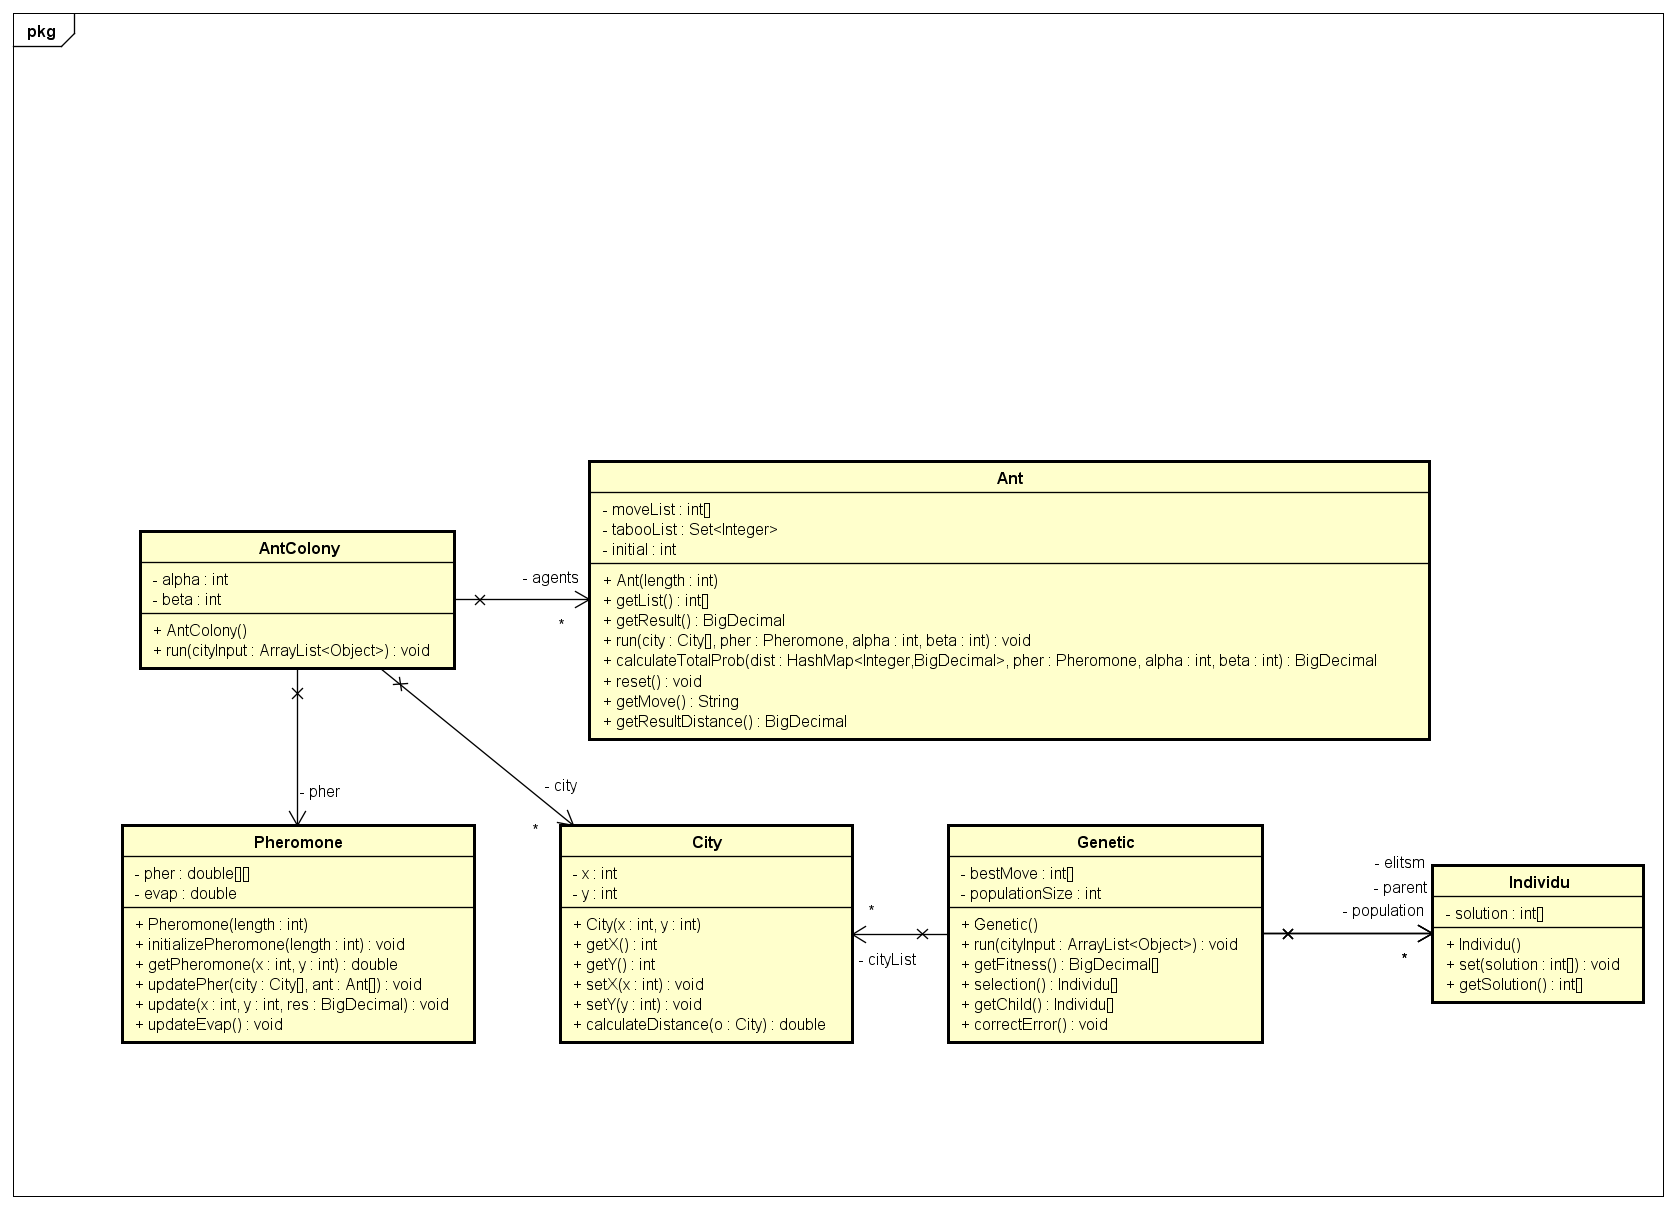 pkg
Ant
- moveList : int[]
- tabooList : Set<Integer>
- initial : int
+ Ant(length : int)
+ getList() : int[]
+ getResult() : BigDecimal
+ run(city : City[], pher : Pheromone, alpha : int, beta : int) : void
+ calculateTotalProb(dist : HashMap<Integer,BigDecimal>, pher : Pheromone, alpha : int, beta : int) : BigDecimal
+ reset() : void
+ getMove() : String
+ getResultDistance() : BigDecimal
AntColony
- alpha : int
- beta : int
+ AntColony()
+ run(cityInput : ArrayList<Object>) : void
- agents
*
- pher
- city
*
Pheromone
- pher : double[][]
- evap : double
+ Pheromone(length : int)
+ initializePheromone(length : int) : void
+ getPheromone(x : int, y : int) : double
+ updatePher(city : City[], ant : Ant[]) : void
+ update(x : int, y : int, res : BigDecimal) : void
+ updateEvap() : void
City
- x : int
- y : int
+ City(x : int, y : int)
+ getX() : int
+ getY() : int
+ setX(x : int) : void
+ setY(y : int) : void
+ calculateDistance(o : City) : double
*
- cityList
Genetic
- bestMove : int[]
- populationSize : int
+ Genetic()
+ run(cityInput : ArrayList<Object>) : void
+ getFitness() : BigDecimal[]
+ selection() : Individu[]
+ getChild() : Individu[]
+ correctError() : void
- elitsm
- parent
- population
*
Individu
- solution : int[]
+ Individu()
+ set(solution : int[]) : void
+ getSolution() : int[]